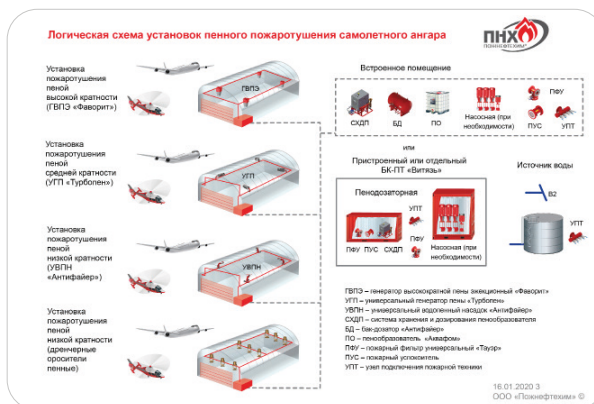 Логическая схема установок пенного пожаротушения самолетного ангара
ПНХ
ПОЖНЕФТЕХИМ
Установка
пожаротушения
пеной
высокой кратности
(ГВПЭ «Фаворит»)
ГВПЭ
Установка
пожаротушения
пеной
средней кратности
(УГП «Турбопен»)
УГП
Установка
пожаротушения
пеной
низкой кратности
(УВПН
«Антифайер»)
УВПН
Установка
пожаротушения
пеной
низкой кратности
(дренчерные
оросители
пенные)
Встроенное помещение
СХДП
БД
ПО
Насосная (при
необходимости)
ПФУ
ПУС
УПТ
или
Пристроенный или отдельный
БК-ПТ «Витязь»
Пенодозаторная
УПТ
ПФУ
ПФУ ПУС СХДП
Насосная (при
необходимости)
Источник воды
В2
УПТ
ГВПЭ – генератор высокократной пены эжекционный «Фаворит»
УГП – универсальный генератор пены «Турбопен»
УВПН – универсальный водопенный насадок «Антифайер»
СХДП – система хранения и дозирования пенообразователя
БД – бак-дозатор «Антифайер»
ПО – пенообразователь «Аквафом»
ПФУ – пожарный фильтр универсальный «Тауэр»
ПУС – пожарный успокоитель
УПТ – узел подключения пожарной техники
16.01.2020 3
ООО «Пожнефтехим» ©